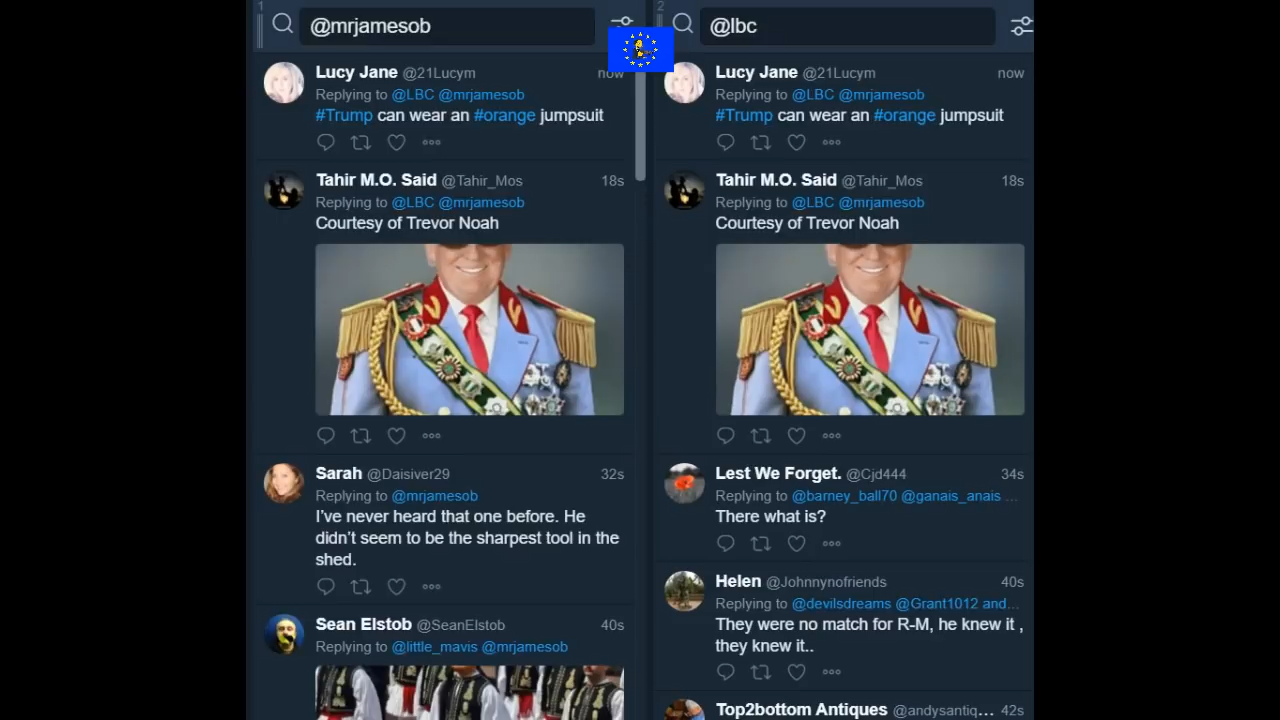 1
@mrjamesob
Lucy Jane @21Lucym now
Replying to @LBC @mrjamesob
#Trump can wear an #orange jumpsuit
Tahir M.O. Said @Tahir_Mos 18s
Replying to @LBC @mrjamesob
Courtesy of Trevor Noah
Sarah @Daisiver29 32s
Replying to @mrjamesob
I've never heard that one before. He
didn't seem to be the sharpest tool in the
shed.
Sean Elstob @SeanElstob 40s
Replying to @little_mavis @mrjamesob
2
@lbc
Lucy Jane @21Lucym now
Replying to @LBC @mrjamesob
#Trump can wear an #orange jumpsuit
Tahir M.O. Said @Tahir_Mos 18s
Replying to @LBC @mrjamesob
Courtesy of Trevor Noah
Lest We Forget. @Cjd444 34s
Replying to @barney_ball70 @ganais_anais ...
There what is?
Helen @Johnnynofriends 40s
Replying to @devilsdreams @Grant1012 and...
They were no match for R-M, he knew it ,
they knew it..
Top2bottom Antiques @andysantiq... 42s